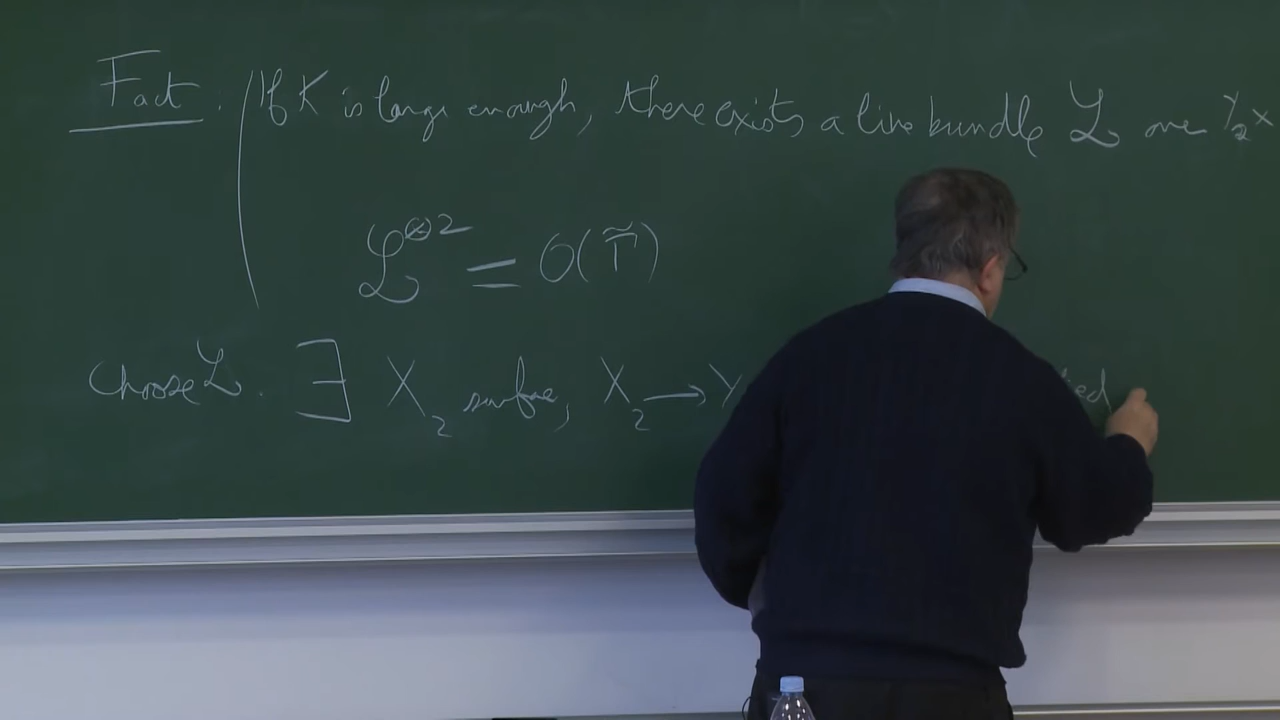 Fact : If K is large enough, there exists a line bundle ℒ over Y₂ ×
ℒ^{⊗2} = O(Γ̃)
Choose ℒ . ∃ X₂ surface, X₂ → Y